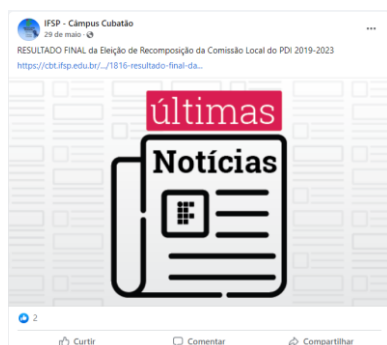 IFSP - Câmpus Cubatão
29 de maio ·
RESULTADO FINAL da Eleição de Recomposição da Comissão Local do PDI 2019-2023
https://cbt.ifsp.edu.br/.../1816-resultado-final-da...
últimas
Notícias
2
Curtir
Comentar
Compartilhar